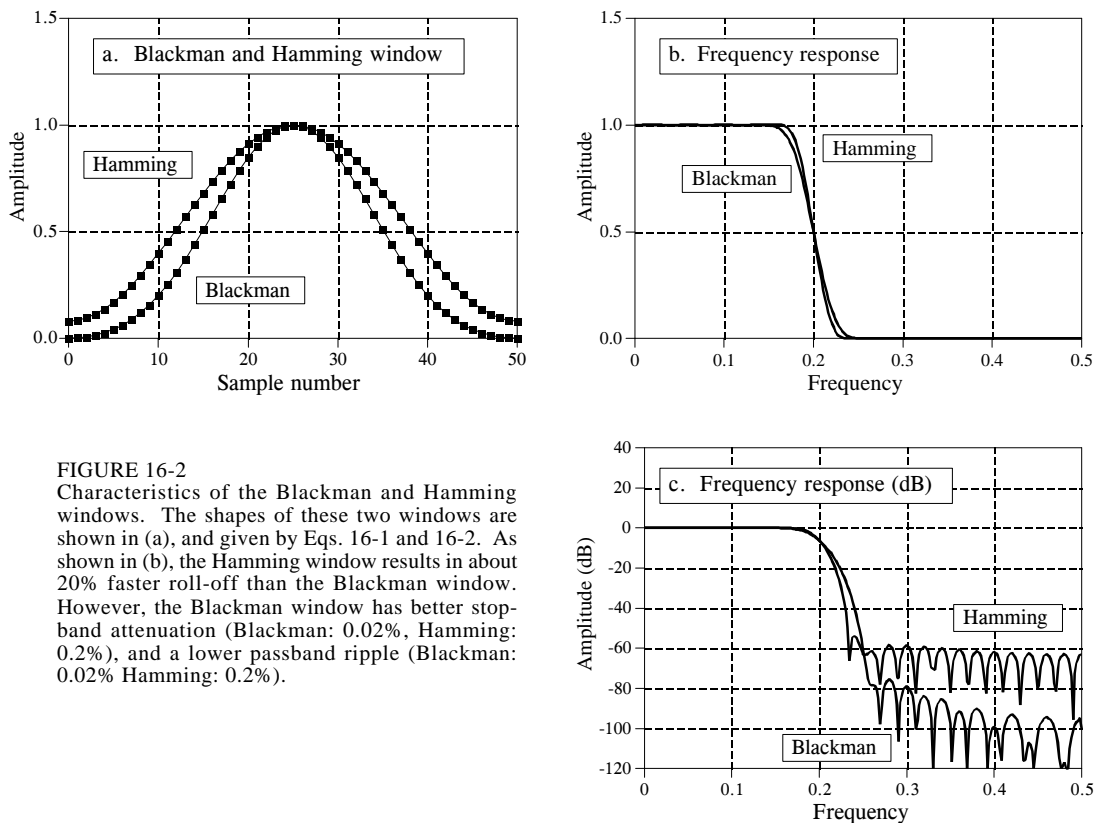 1.5
1.0
0.5
0.0
Amplitude
a. Blackman and Hamming window
Hamming
Blackman
0 10 20 30 40 50
Sample number
1.5
1.0
0.5
0.0
Amplitude
b. Frequency response
Hamming
Blackman
0 0.1 0.2 0.3 0.4 0.5
Frequency
FIGURE 16-2
Characteristics of the Blackman and Hamming
windows. The shapes of these two windows are
shown in (a), and given by Eqs. 16-1 and 16-2. As
shown in (b), the Hamming window results in about
20% faster roll-off than the Blackman window.
However, the Blackman window has better stop-
band attenuation (Blackman: 0.02%, Hamming:
0.2%), and a lower passband ripple (Blackman:
0.02% Hamming: 0.2%).
40
20
0
-20
-40
-60
-80
-100
-120
Amplitude (dB)
c. Frequency response (dB)
Hamming
Blackman
0 0.1 0.2 0.3 0.4 0.5
Frequency